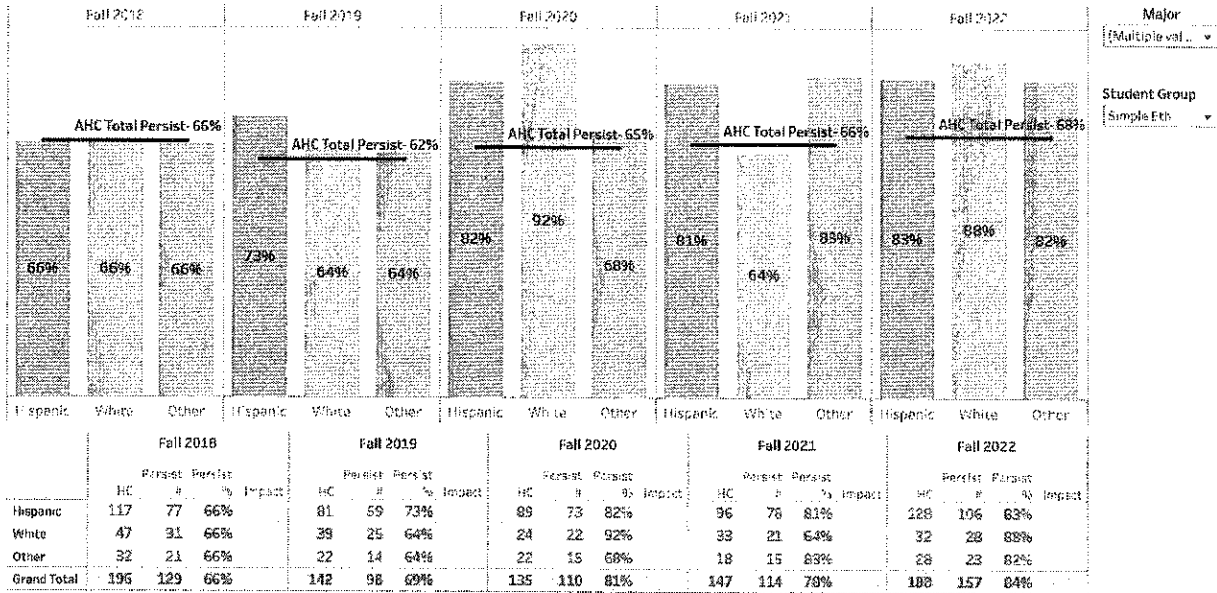 Fall 2018 Fall 2019 Fall 2020 Fall 2021 Fall 2022 Major
(Multiple val..
Student Group
Simple Eth
AHC Total Persist- 66% AHC Total Persist- 62% AHC Total Persist- 65% AHC Total Persist- 66% AHC Total Persist- 68%
66% 66% 66% 73% 64% 64% 82% 92% 68% 81% 64% 83% 83% 88% 82%
Hispanic White Other Hispanic White Other Hispanic White Other Hispanic White Other Hispanic White Other
Fall 2018 Fall 2019 Fall 2020 Fall 2021 Fall 2022
Persist Persist Persist Persist Persist Persist Persist Persist Persist Persist
HC # % Impact HC # % Impact HC # % Impact HC # % Impact HC # % Impact
Hispanic 117 77 66% 81 59 73% 89 73 82% 96 78 81% 128 106 83%
White 47 31 66% 39 25 64% 24 22 92% 33 21 64% 32 28 88%
Other 32 21 66% 22 14 64% 22 15 68% 18 15 83% 28 23 82%
Grand Total 196 129 66% 142 98 69% 135 110 81% 147 114 78% 188 157 84%